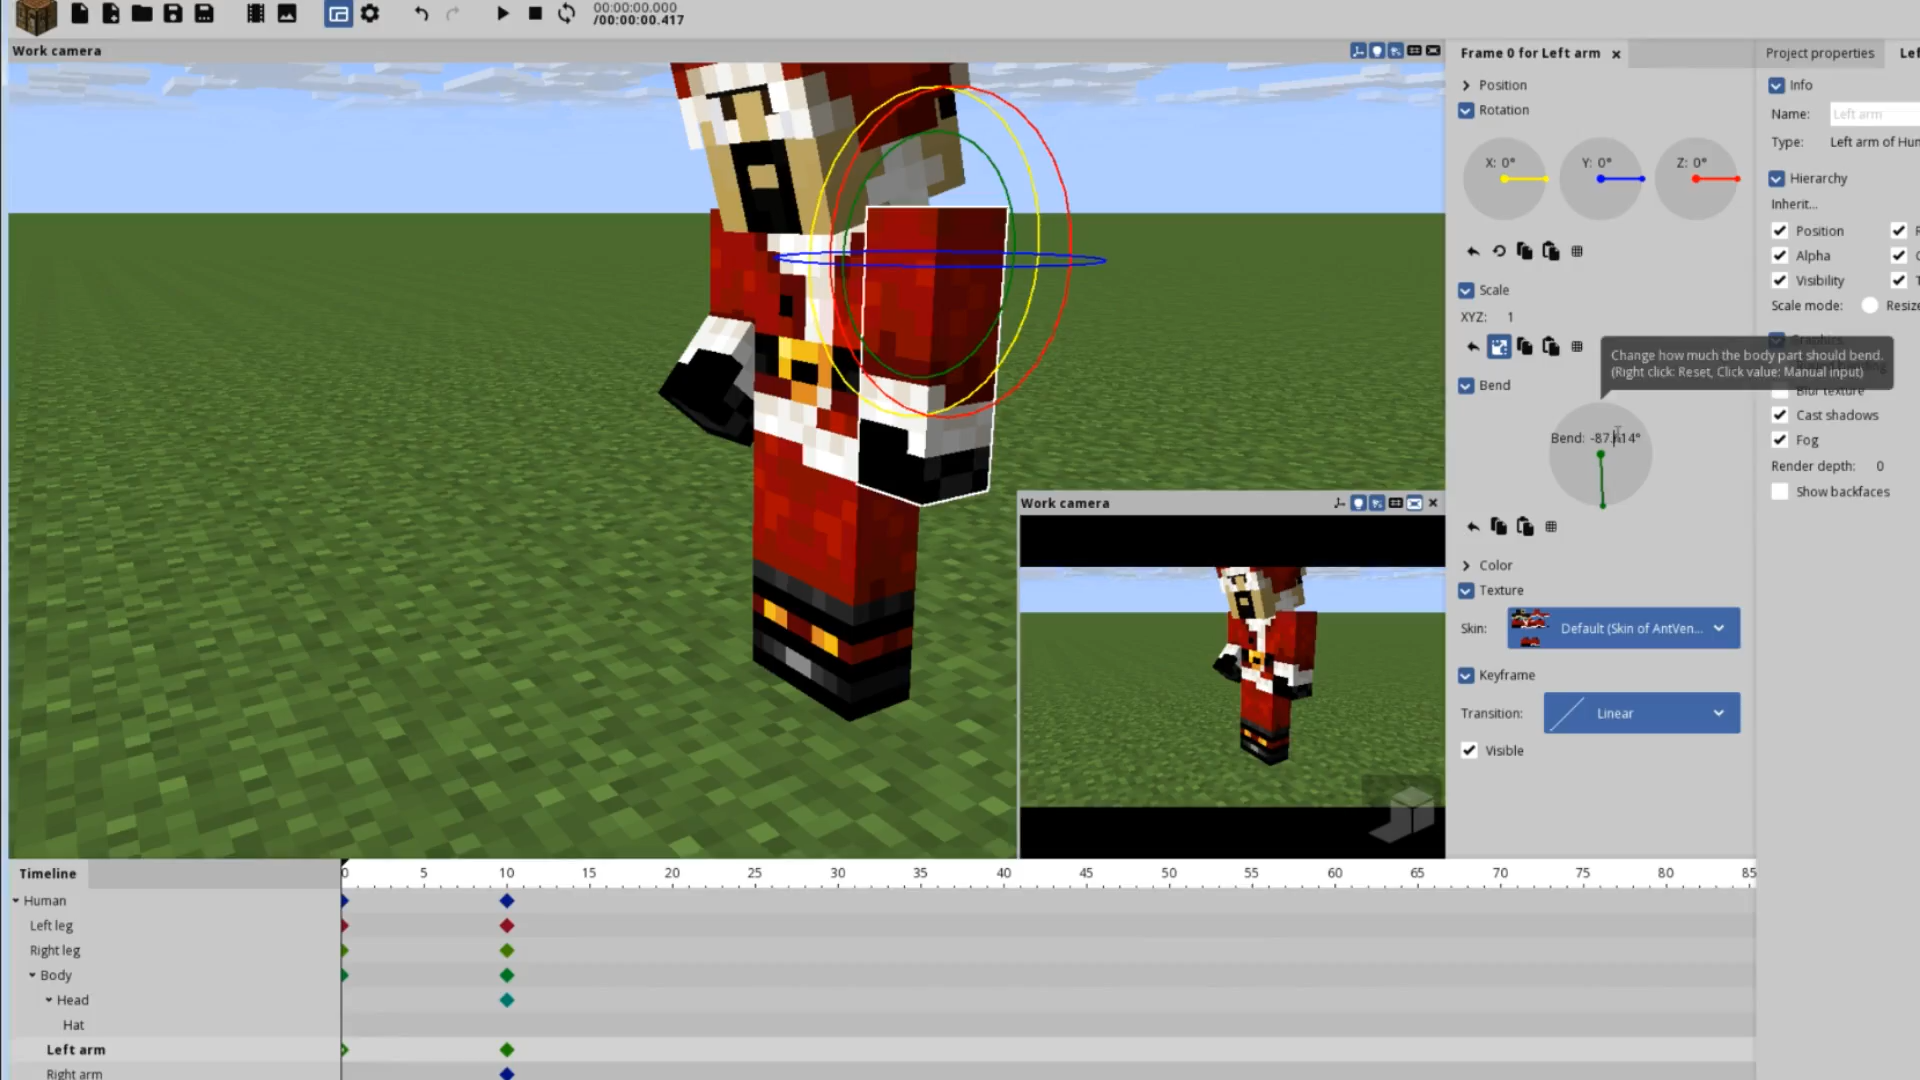 00:00:00.000
/00:00:00.417
Work camera
Frame 0 for Left arm
Position
Rotation
X: 0°
Y: 0°
Z: 0°
Scale
XYZ: 1
Bend
Change how much the body part should bend.
(Right click: Reset, Click value: Manual input)
Color
Texture
Skin: Default (Skin of AntVen...
Keyframe
Transition: Linear
Visible
Project properties
Info
Name: Left arm
Type: Left arm of
Hierarchy
Inherit...
Position
Alpha
Visibility
Scale mode:
Blur texture
Cast shadows
Fog
Render depth: 0
Show backfaces
Work camera
Timeline
0 5 10 15 20 25 30 35 40 45 50 55 60 65 70 75 80 85
Human
Left leg
Right leg
Body
Head
Hat
Left arm
Right arm